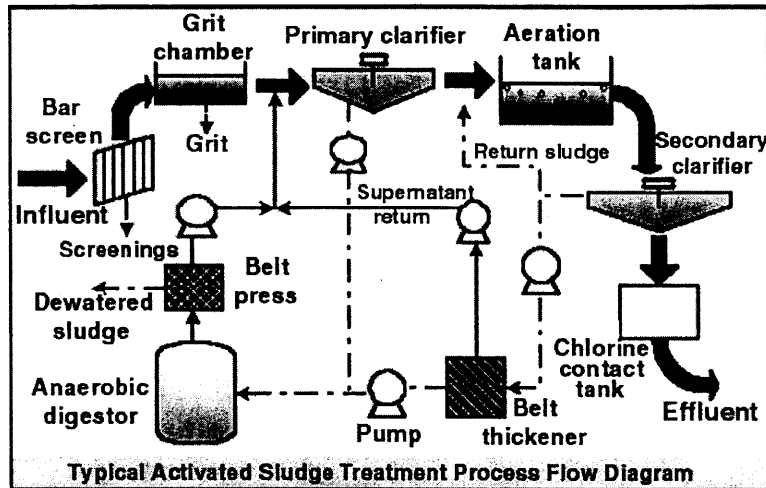 Grit
chamber
Primary clarifier
Aeration
tank
Bar
screen
Grit
Return sludge
Secondary
clarifier
Influent
Supernatant
return
Screenings
Belt
press
Dewatered
sludge
Chlorine
contact
tank
Anaerobic
digestor
Pump
Belt
thickener
Effluent
Typical Activated Sludge Treatment Process Flow Diagram